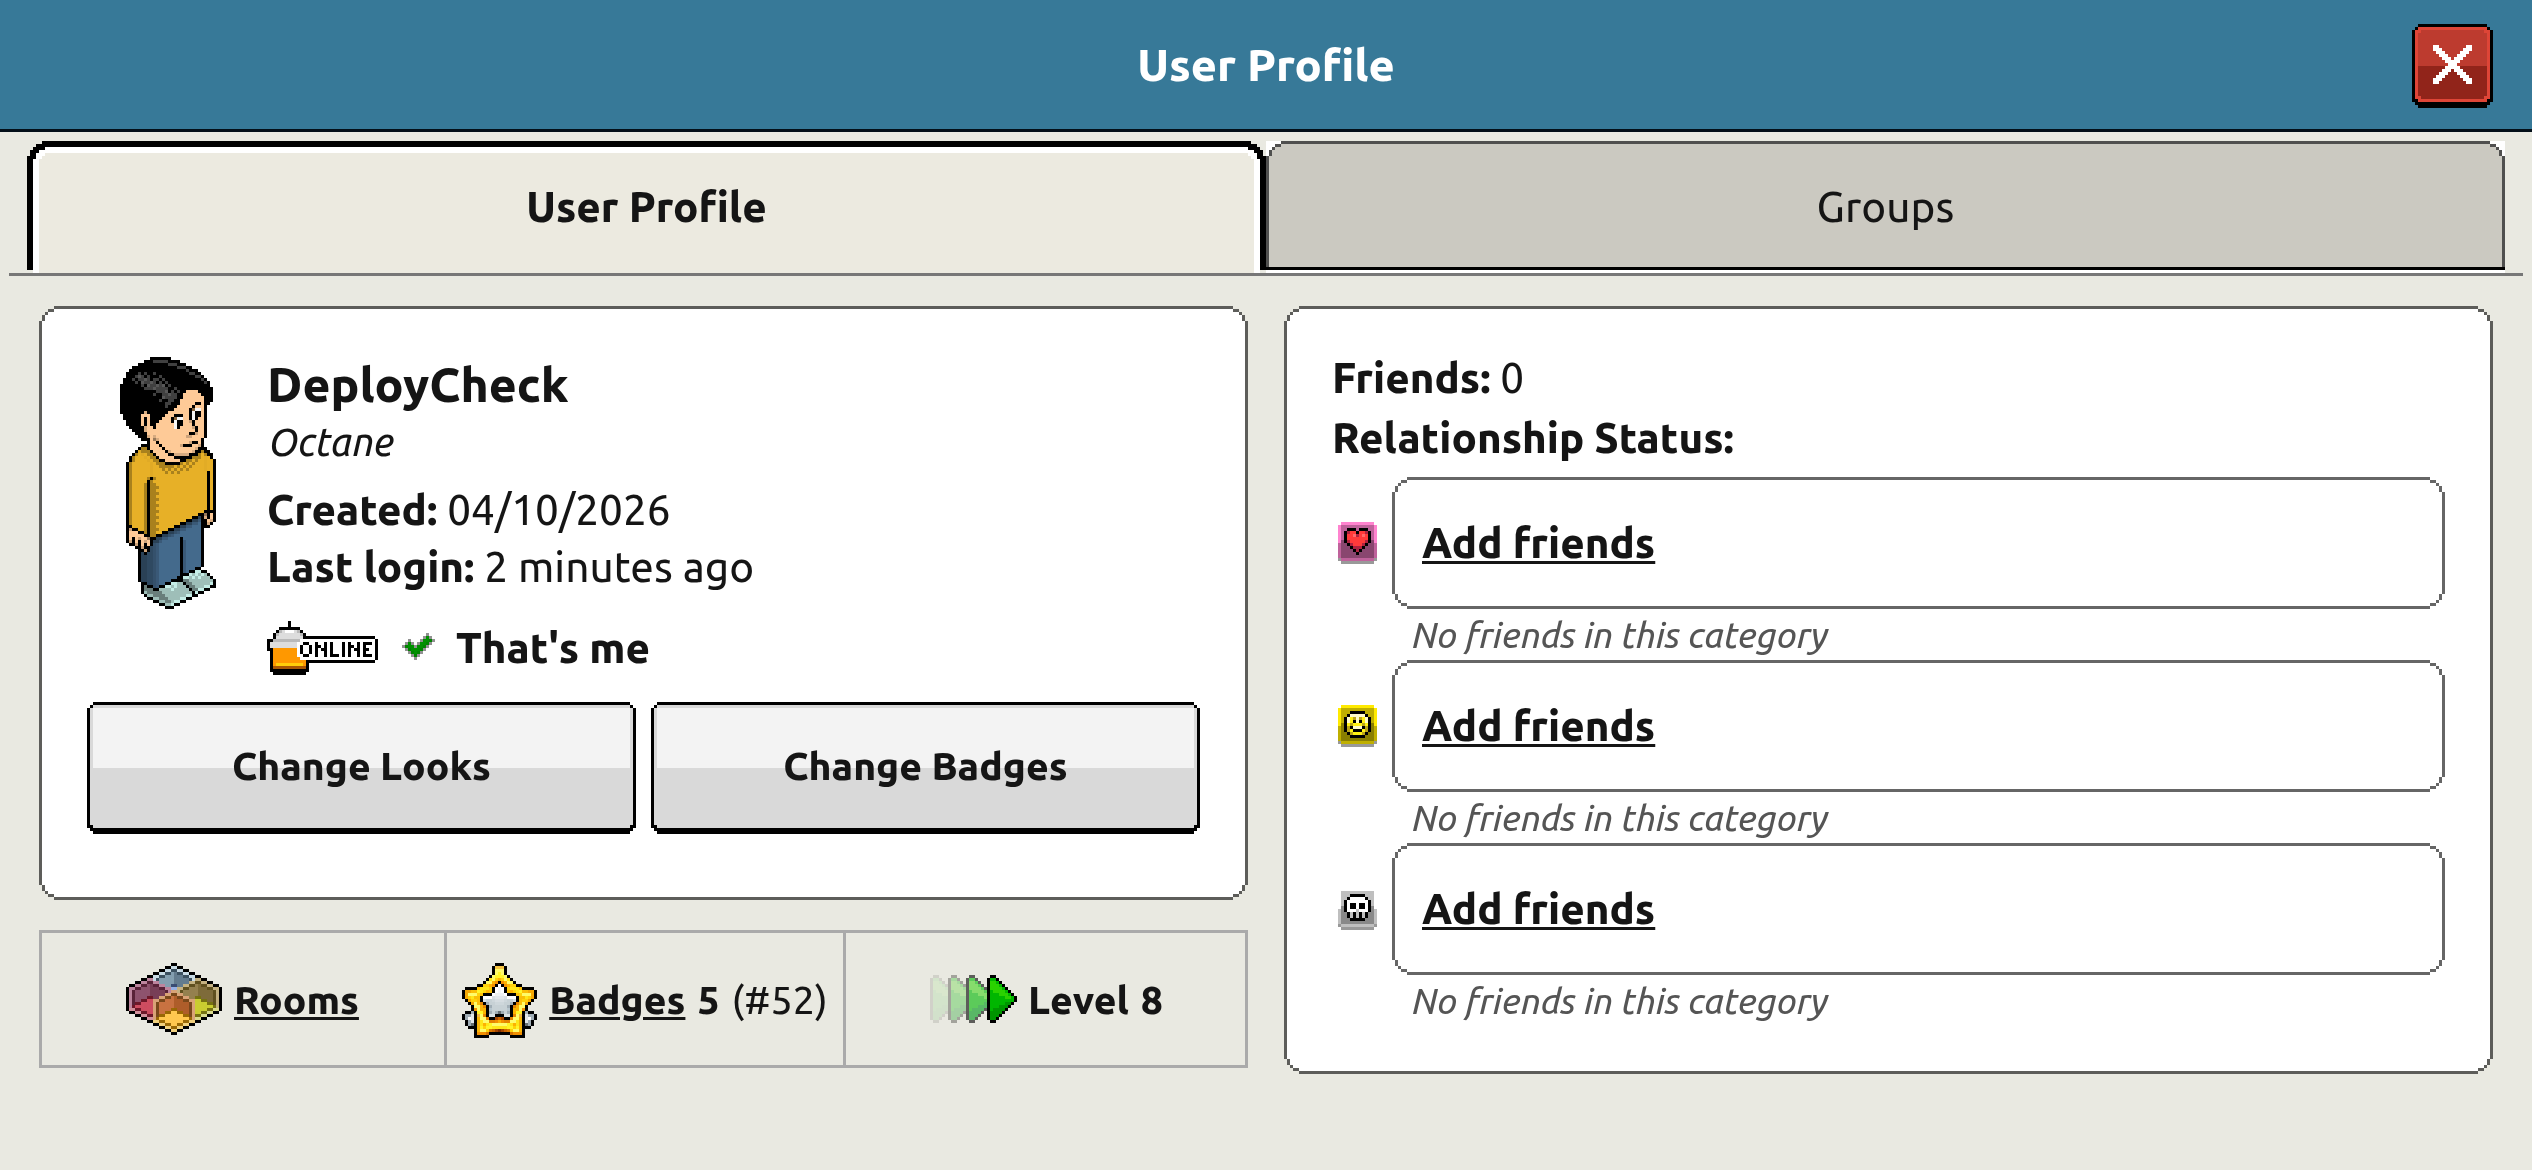 User Profile
User Profile
Groups
DeployCheck
Octane
Created: 04/10/2026
Last login: 2 minutes ago
ONLINE
That's me
Change Looks
Change Badges
Rooms
Badges 5 (#52)
Level 8
Friends: 0
Relationship Status:
Add friends
No friends in this category
Add friends
No friends in this category
Add friends
No friends in this category